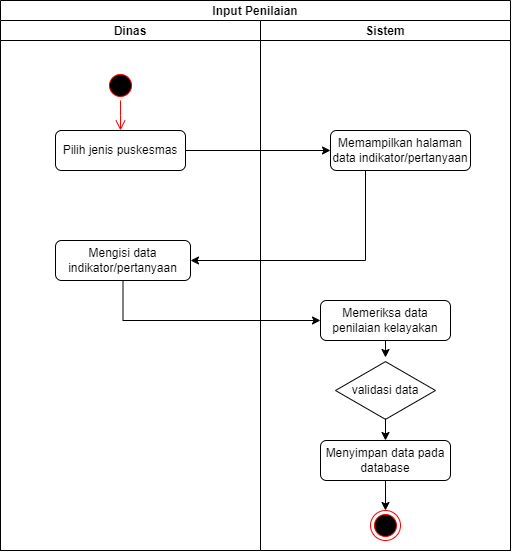 Input Penilaian
Dinas
Sistem
Pilih jenis puskesmas
Memampilkan halaman
data indikator/pertanyaan
Mengisi data
indikator/pertanyaan
Memeriksa data
penilaian kelayakan
validasi data
Menyimpan data pada
database